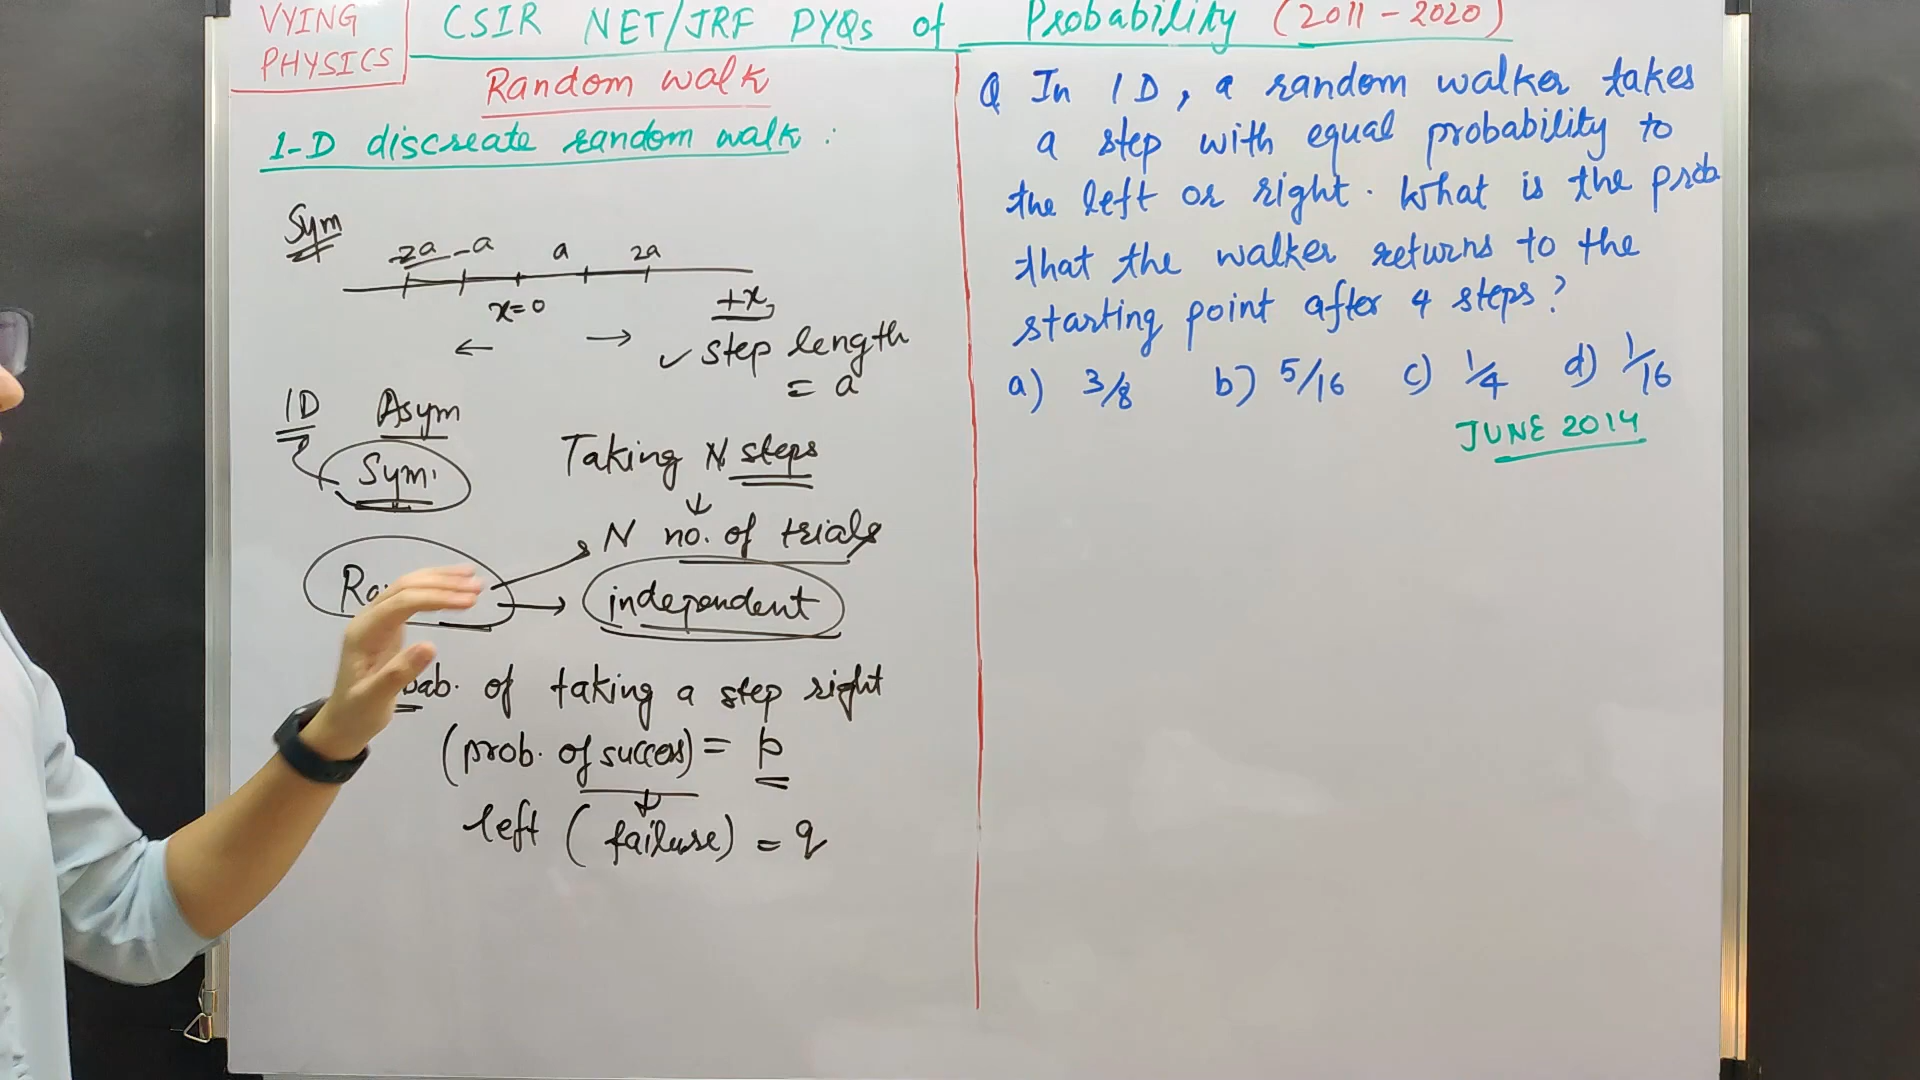 VYING
PHYSICS
CSIR NET/JRF PYQs of Probability (2011-2020)
Random walk
1-D discreate random walk :
Sym
-2a -a a 2a
x=0
+x,
← →
✓ step length
= a
1D Asym
Sym.
Taking N steps
↓
N no. of trials
independent
of taking a step right
(prob. of succes) = p
left (failure) = q
Q In 1D, a random walker takes
a step with equal probability to
the left or right. What is the prob
that the walker returns to the
starting point after 4 steps?
a) 3/8 b) 5/16 c) 1/4 d) 1/16
JUNE 2014